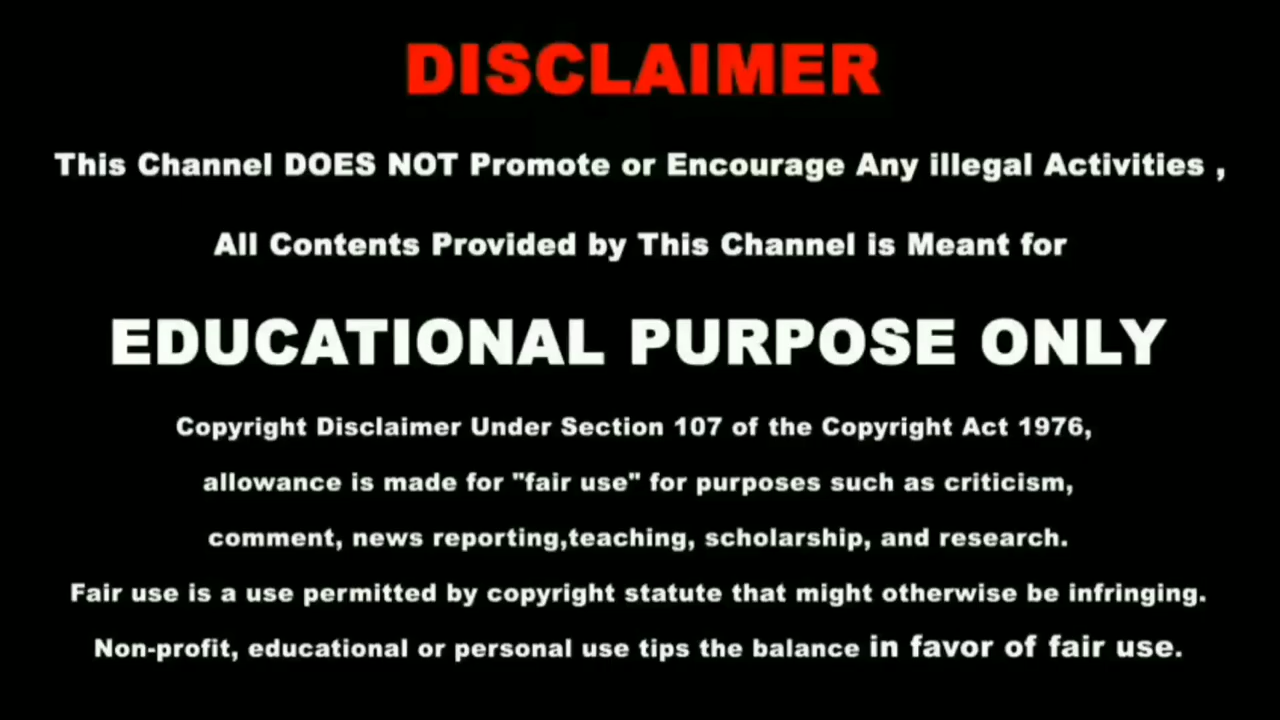 DISCLAIMER
This Channel DOES NOT Promote or Encourage Any illegal Activities ,
All Contents Provided by This Channel is Meant for
EDUCATIONAL PURPOSE ONLY
Copyright Disclaimer Under Section 107 of the Copyright Act 1976,
allowance is made for "fair use" for purposes such as criticism,
comment, news reporting,teaching, scholarship, and research.
Fair use is a use permitted by copyright statute that might otherwise be infringing.
Non-profit, educational or personal use tips the balance in favor of fair use.